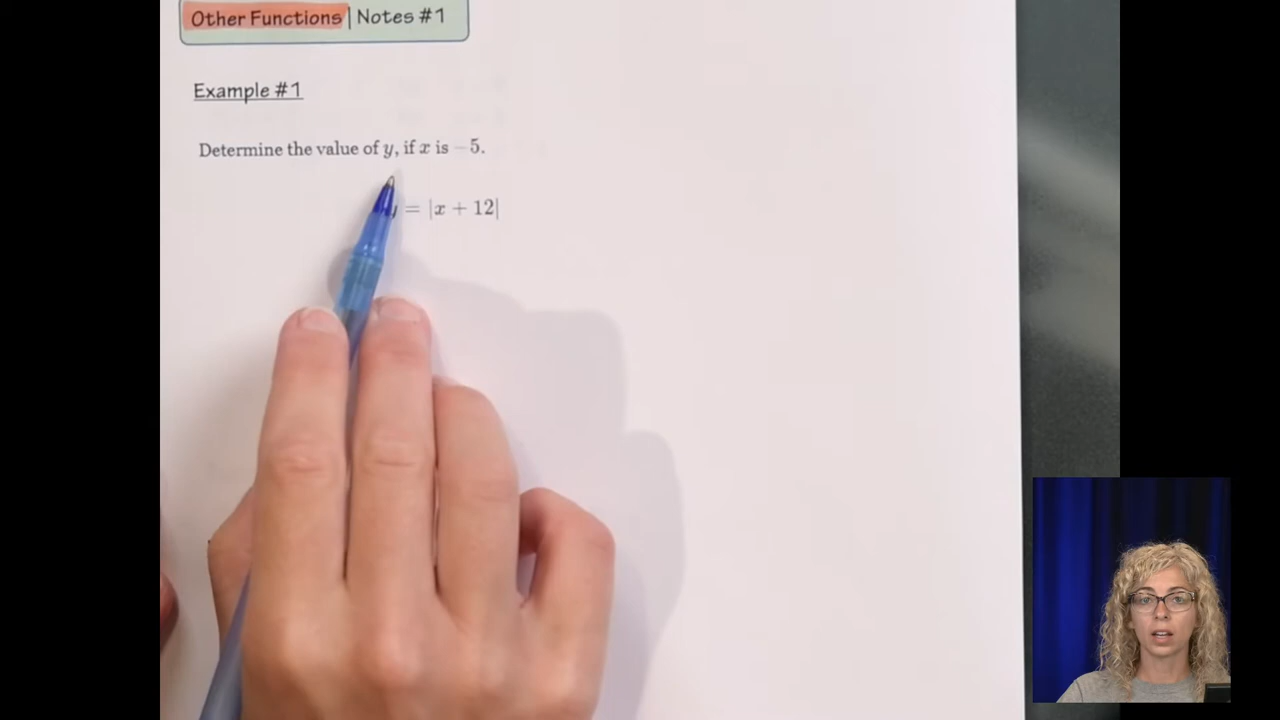 Other Functions | Notes #1
Example #1
Determine the value of y, if x is −5.
y = |x + 12|